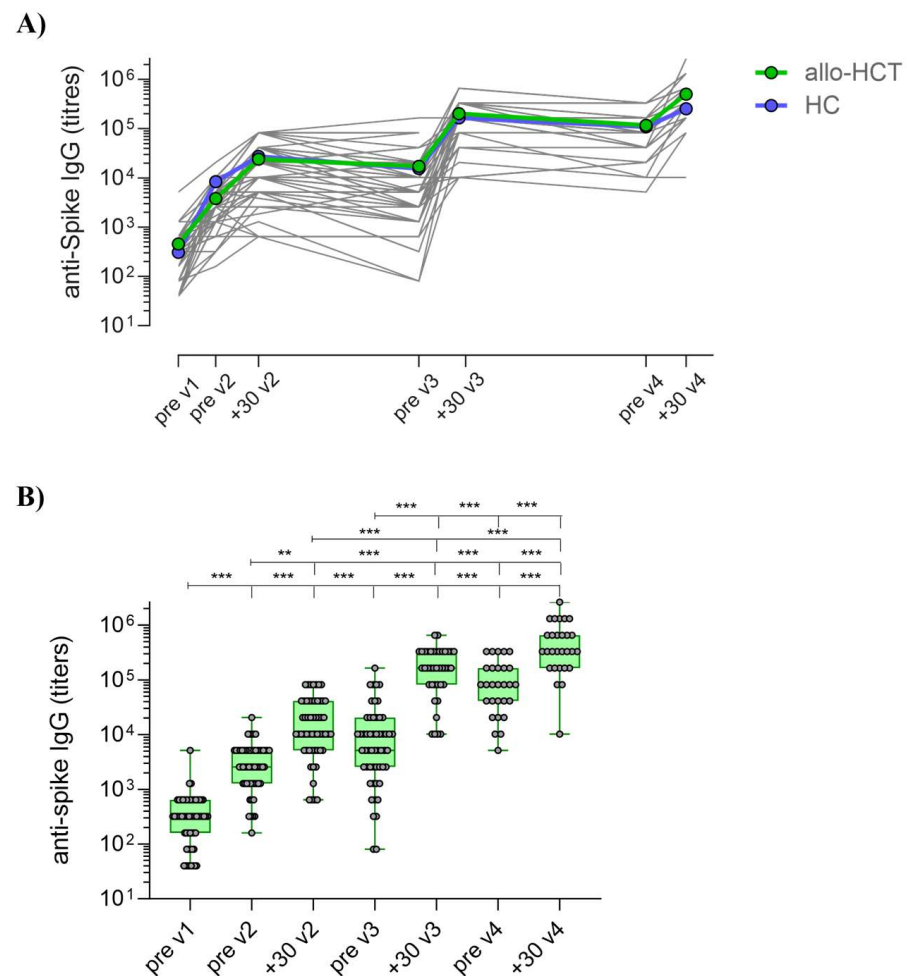 A)
anti-Spike IgG (titres)
10⁶
10⁵
10⁴
10³
10²
10¹
pre v1
pre v2
+30 v2
pre v3
+30 v3
pre v4
+30 v4
allo-HCT
HC
B)
*** *** ***
*** ***
** *** *** ***
*** *** *** *** *** ***
anti-spike IgG (titers)
10⁶
10⁵
10⁴
10³
10²
10¹
pre v1
pre v2
+30 v2
pre v3
+30 v3
pre v4
+30 v4